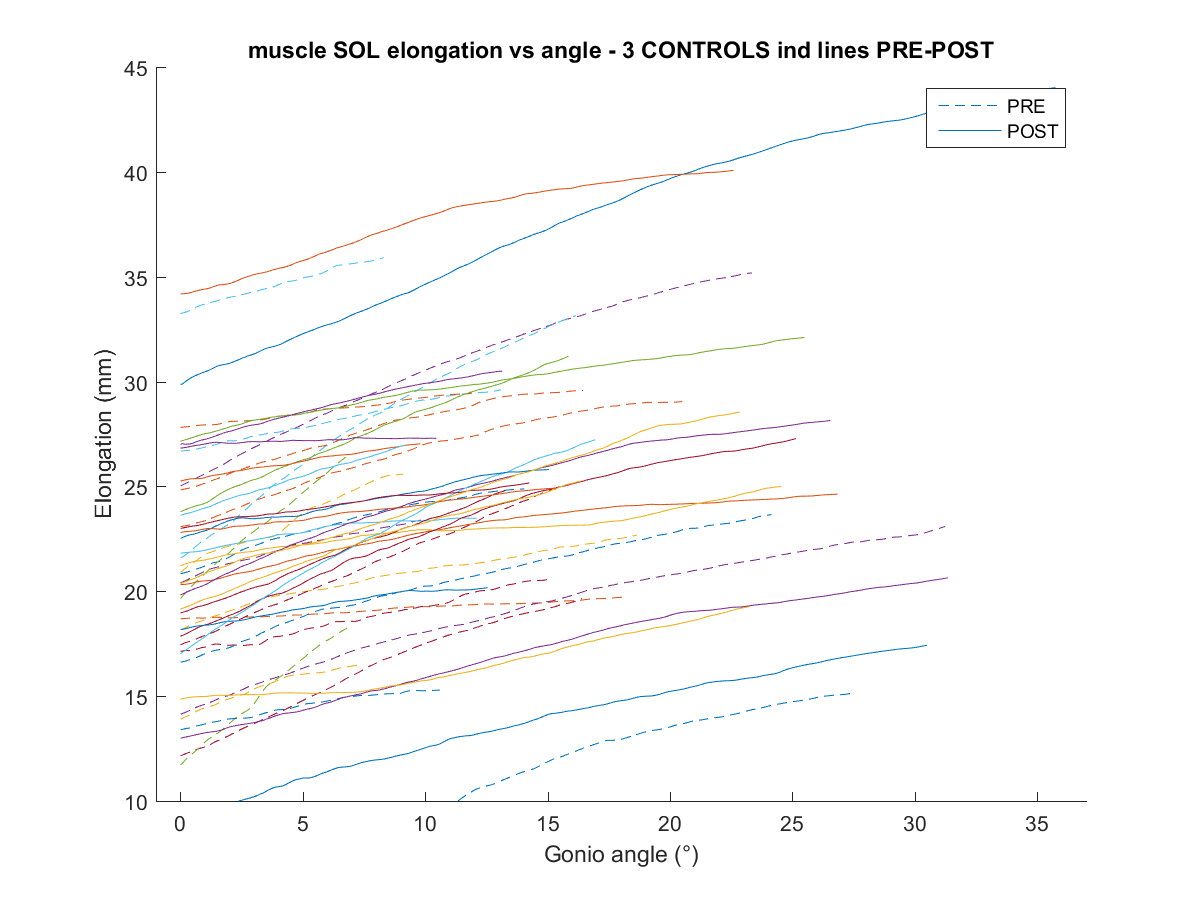 muscle SOL elongation vs angle - 3 CONTROLS ind lines PRE-POST
45
40
35
30
25
20
15
10
Elongation (mm)
PRE
POST
0 5 10 15 20 25 30 35
Gonio angle (°)